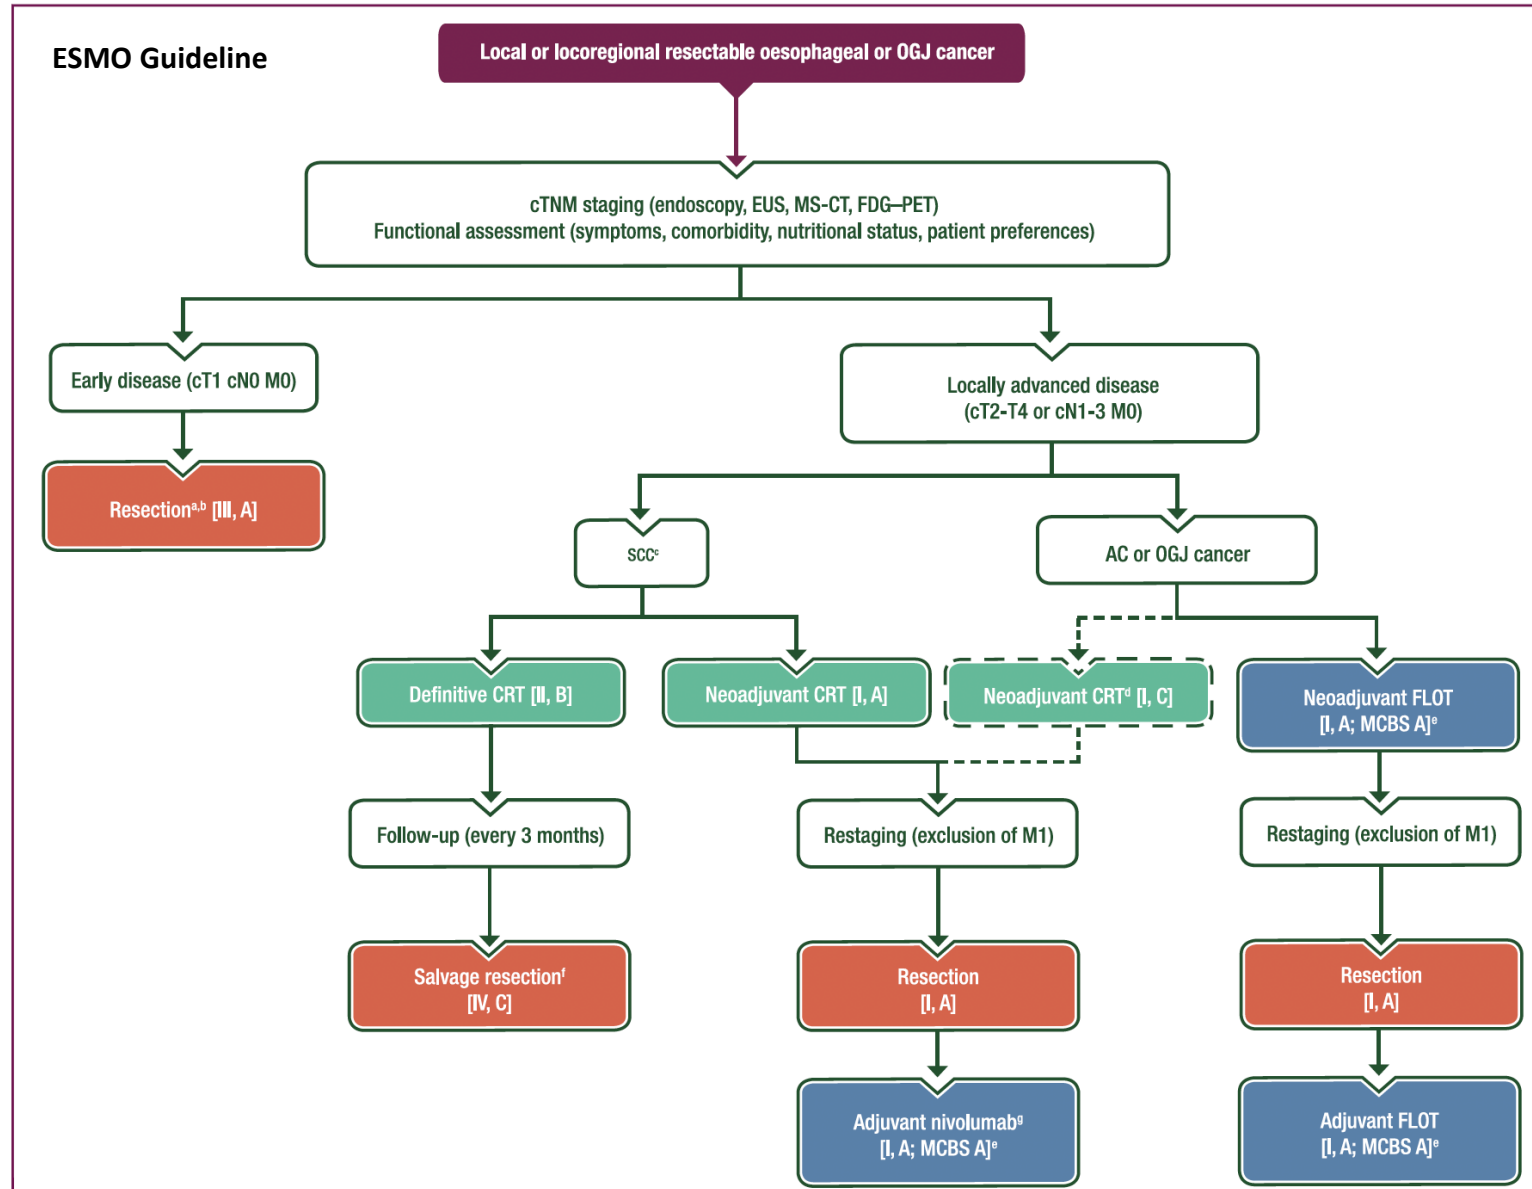 ESMO Guideline
Local or locoregional resectable oesophageal or OGJ cancer
cTNM staging (endoscopy, EUS, MS-CT, FDG–PET)
Functional assessment (symptoms, comorbidity, nutritional status, patient preferences)
Early disease (cT1 cN0 M0)
Locally advanced disease
(cT2-T4 or cN1-3 M0)
Resectionᵃ,ᵇ [III, A]
SCCᶜ
AC or OGJ cancer
Definitive CRT [II, B]
Neoadjuvant CRT [I, A]
Neoadjuvant CRTᵈ [I, C]
Neoadjuvant FLOT
[I, A; MCBS A]ᵉ
Follow-up (every 3 months)
Restaging (exclusion of M1)
Restaging (exclusion of M1)
Salvage resectionᶠ
[IV, C]
Resection
[I, A]
Resection
[I, A]
Adjuvant nivolumabᵍ
[I, A; MCBS A]ᵉ
Adjuvant FLOT
[I, A; MCBS A]ᵉ